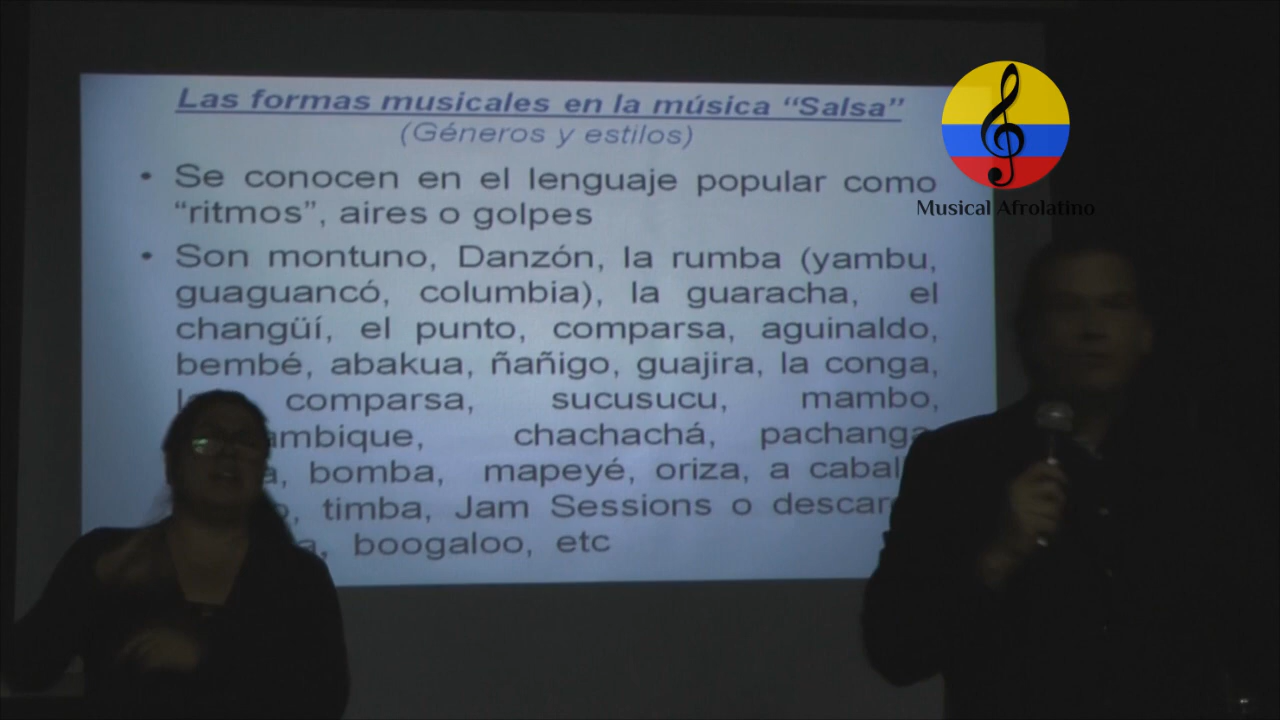 Las formas musicales en la música “Salsa”
(Géneros y estilos)
• Se conocen en el lenguaje popular como
“ritmos”, aires o golpes
• Son montuno, Danzón, la rumba (yambu,
guaguancó, columbia), la guaracha, el
changüí, el punto, comparsa, aguinaldo,
bembé, abakua, ñañigo, guajira, la conga,
comparsa, sucusucu, mambo,
chachachá, pachanga,
bomba, mapeyé, oriza, a
timba, Jam Sessions o
boogaloo, etc
Musical Afrolatino